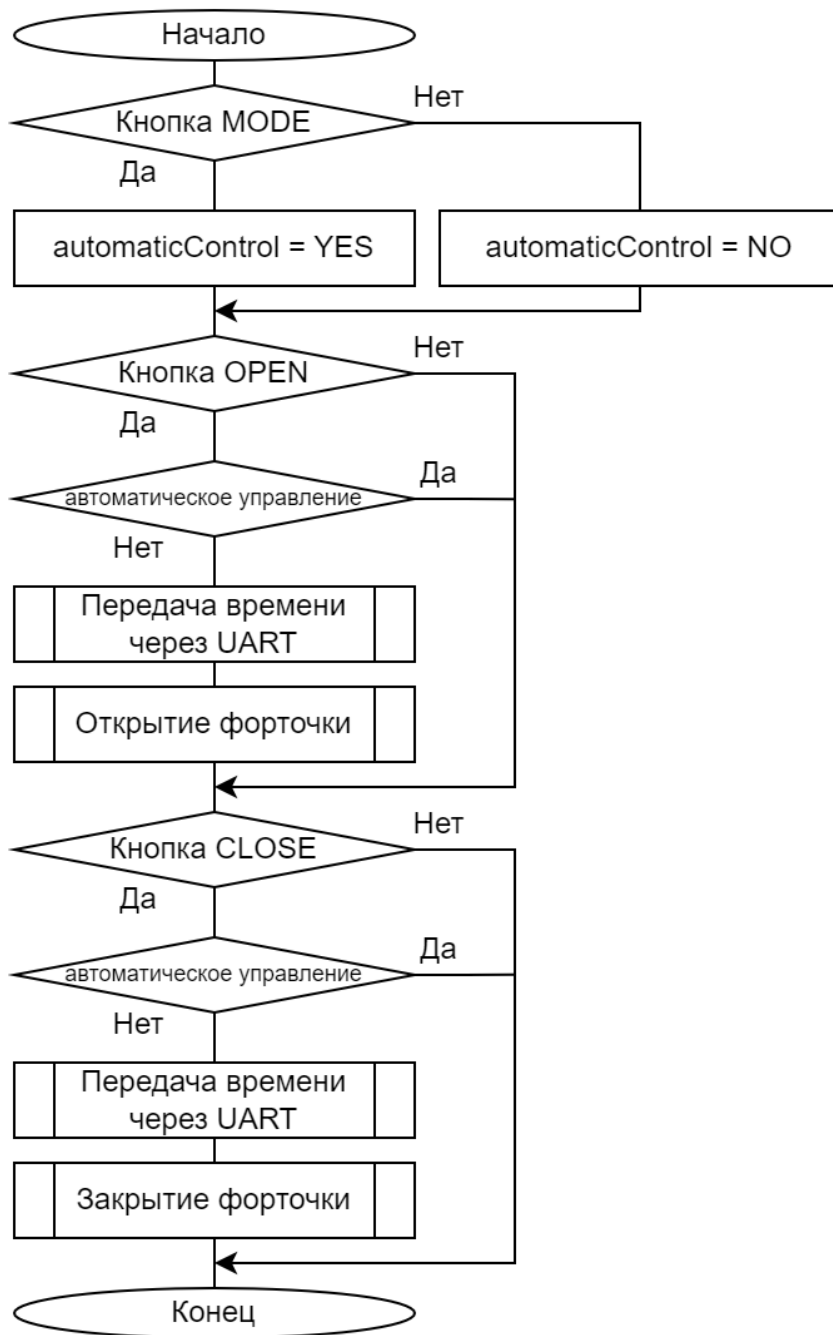 Начало
Кнопка MODE
Нет
Да
automaticControl = YES
automaticControl = NO
Кнопка OPEN
Нет
Да
автоматическое управление
Да
Нет
Передача времени
через UART
Открытие форточки
Кнопка CLOSE
Нет
Да
автоматическое управление
Да
Нет
Передача времени
через UART
Закрытие форточки
Конец